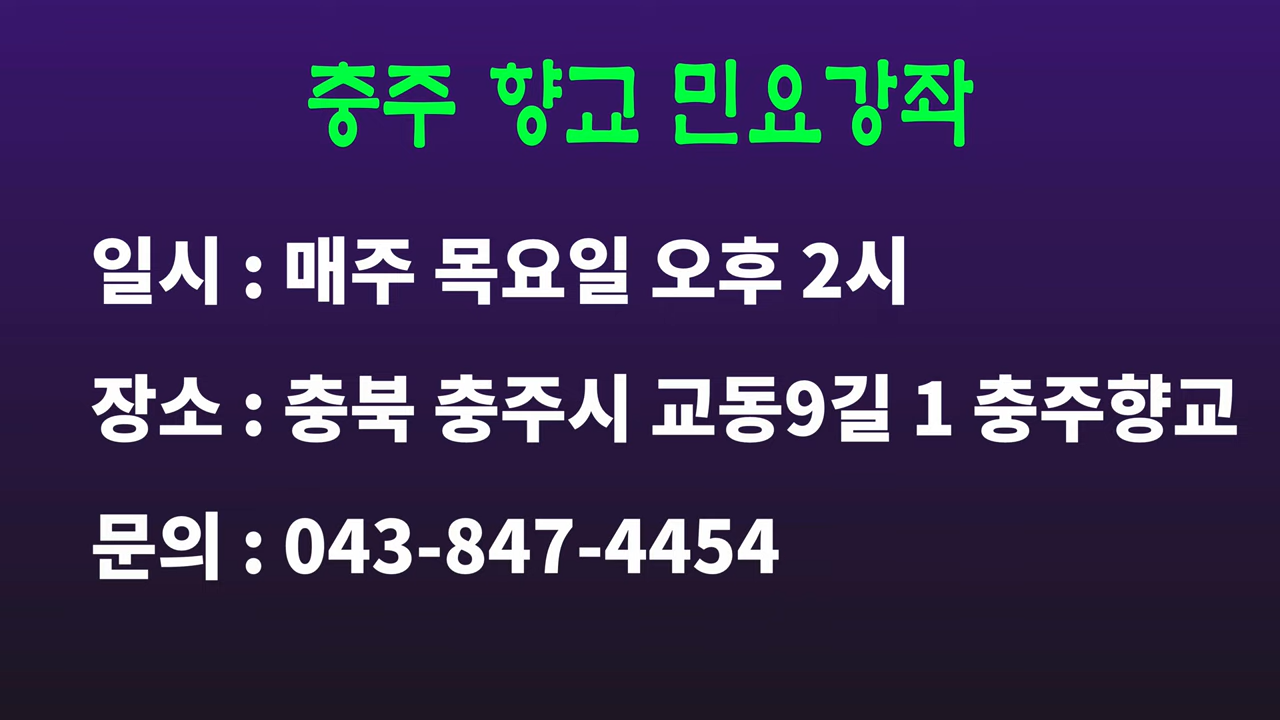 충주 향교 민요강좌
일시 : 매주 목요일 오후 2시
장소 : 충북 충주시 교동9길 1 충주향교
문의 : 043-847-4454